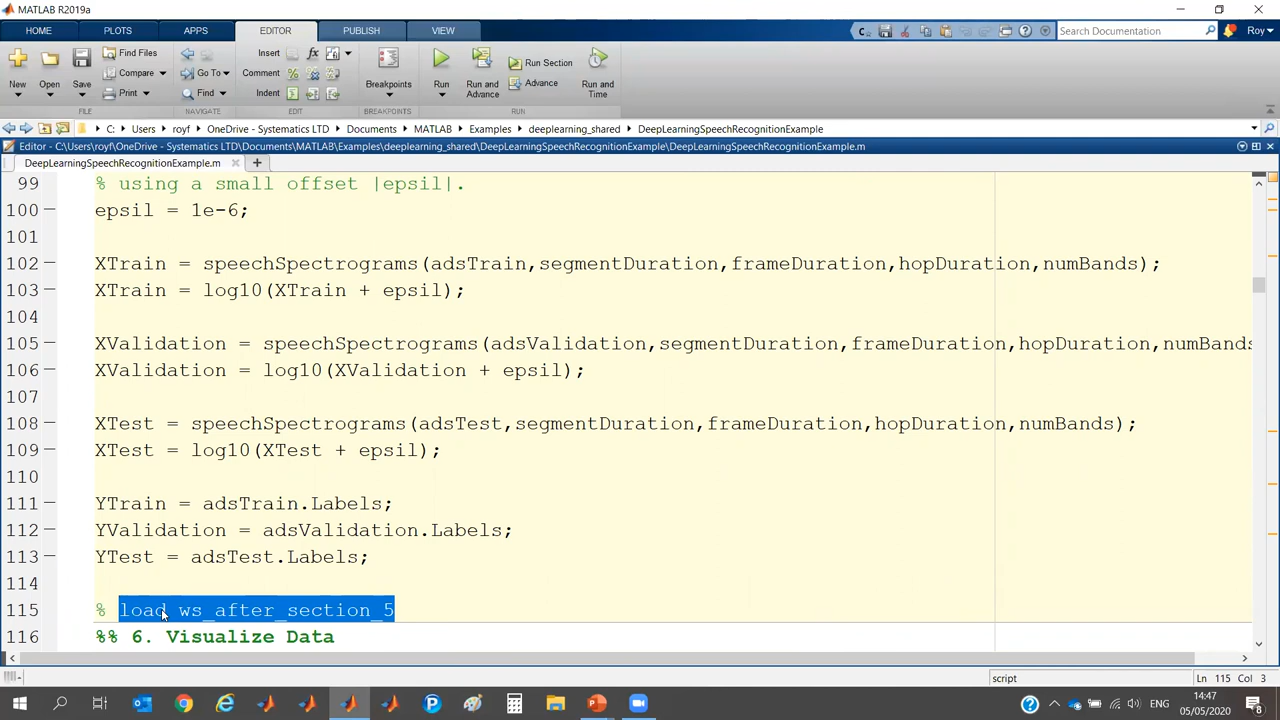 MATLAB R2019a
HOME PLOTS APPS EDITOR PUBLISH VIEW
Search Documentation Roy
New Open Save Find Files Compare Print Go To Find Insert Comment Indent Breakpoints Run Run and Advance Run Section Advance Run and Time
FILE NAVIGATE EDIT BREAKPOINTS RUN
C: Users royf OneDrive - Systematics LTD Documents MATLAB Examples deeplearning_shared DeepLearningSpeechRecognitionExample
Editor - C:\Users\royf\OneDrive - Systematics LTD\Documents\MATLAB\Examples\deeplearning_shared\DeepLearningSpeechRecognitionExample\DeepLearningSpeechRecognitionExample.m
DeepLearningSpeechRecognitionExample.m
99 % using a small offset |epsil|.
100 epsil = 1e-6;
101
102 XTrain = speechSpectrograms(adsTrain,segmentDuration,frameDuration,hopDuration,numBands);
103 XTrain = log10(XTrain + epsil);
104
105 XValidation = speechSpectrograms(adsValidation,segmentDuration,frameDuration,hopDuration,numBands
106 XValidation = log10(XValidation + epsil);
107
108 XTest = speechSpectrograms(adsTest,segmentDuration,frameDuration,hopDuration,numBands);
109 XTest = log10(XTest + epsil);
110
111 YTrain = adsTrain.Labels;
112 YValidation = adsValidation.Labels;
113 YTest = adsTest.Labels;
114
115 % load ws_after_section_5
116 %% 6. Visualize Data
script Ln 115 Col 3
ENG 14:47
05/05/2020